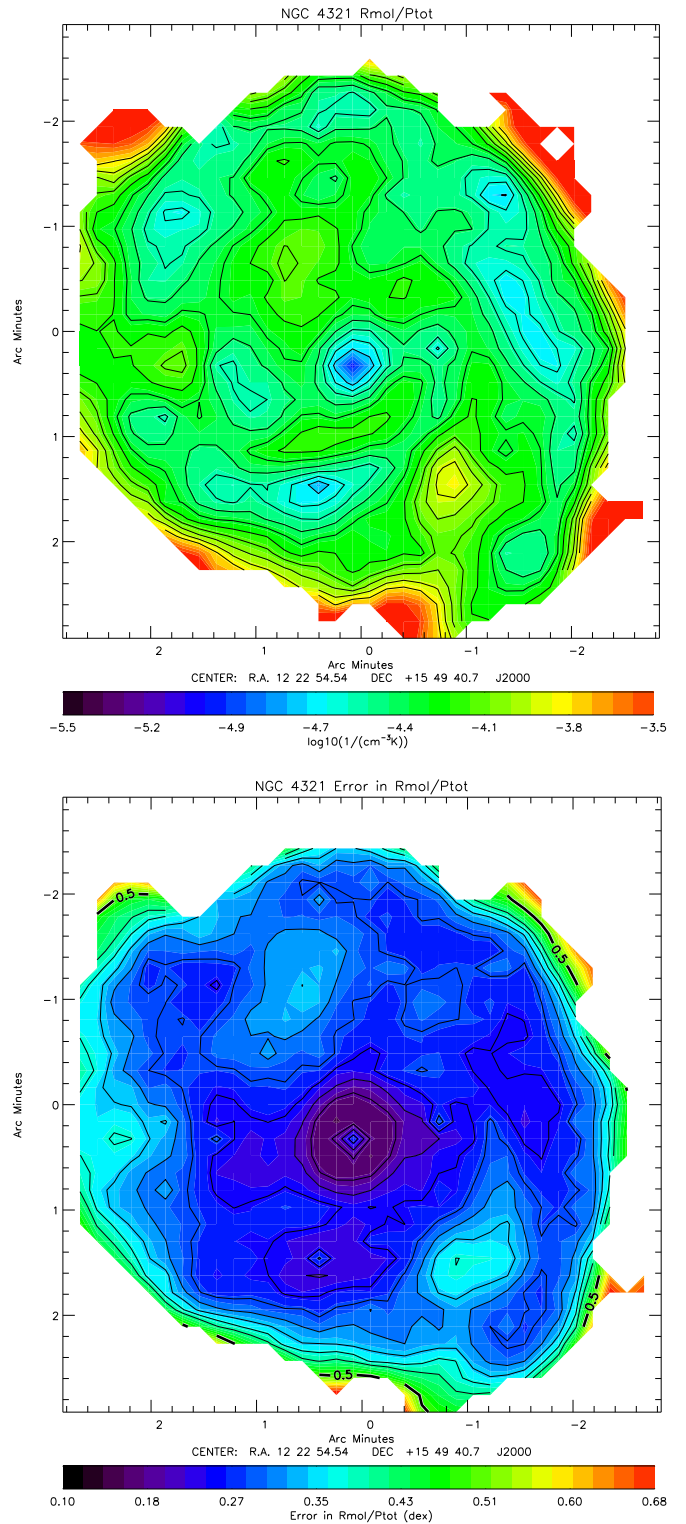 NGC 4321 Rmol/Ptot
-2
-1
0
1
2
Arc Minutes
2 1 0 -1 -2
Arc Minutes
CENTER: R.A. 12 22 54.54 DEC +15 49 40.7 J2000
-5.5 -5.2 -4.9 -4.7 -4.4 -4.1 -3.8 -3.5
log10(1/(cm⁻³K))
NGC 4321 Error in Rmol/Ptot
0.5
0.5
0.5
0.5
-2
-1
0
1
2
Arc Minutes
2 1 0 -1 -2
Arc Minutes
CENTER: R.A. 12 22 54.54 DEC +15 49 40.7 J2000
0.10 0.18 0.27 0.35 0.43 0.51 0.60 0.68
Error in Rmol/Ptot (dex)